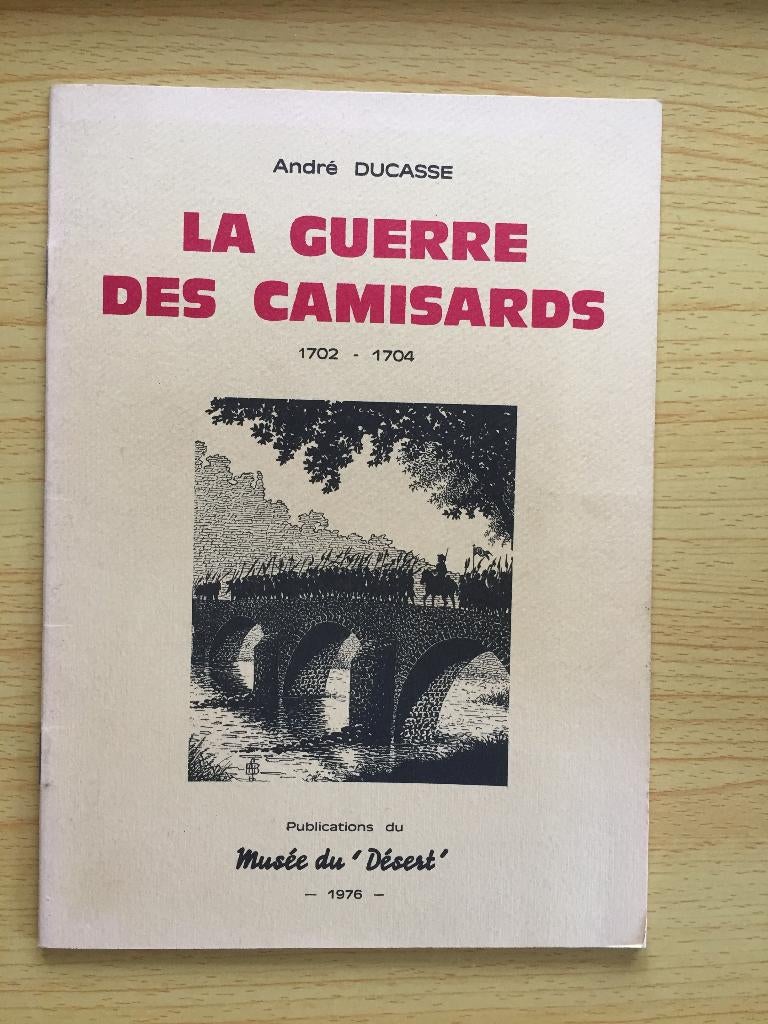 André DUCASSE
LA GUERRE
DES CAMISARDS
1702 - 1704
Publications du
Musée du ‘Désert’
— 1976 —